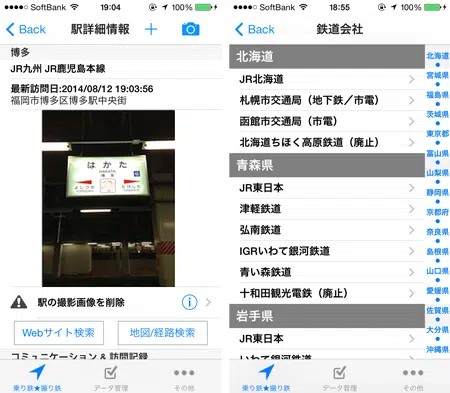 ●●●●○ SoftBank 19:04 100%
Back 駅詳細情報 +
博多
JR九州 JR鹿児島本線
最新訪問日:2014/08/12 19:03:56
福岡市博多区博多駅中央街
はかた
HAKATA
よしづか
たけした
駅の撮影画像を削除
Webサイト検索 地図/経路検索
コミュニケーション & 訪問記録
乗り鉄★撮り鉄 データ管理 その他
●●●●○ SoftBank 18:55 100%
Back 鉄道会社
北海道
JR北海道
札幌市交通局（地下鉄／市電）
函館市交通局（市電）
北海道ちほく高原鉄道（廃止）
青森県
JR東日本
津軽鉄道
弘南鉄道
IGRいわて銀河鉄道
青い森鉄道
十和田観光電鉄（廃止）
岩手県
JR東日本
いわて銀河鉄道
北海道
宮城県
福島県
茨城県
東京都
富山県
山梨県
静岡県
京都府
奈良県
島根県
山口県
愛媛県
佐賀県
大分県
沖縄県
乗り鉄★撮り鉄 データ管理 その他